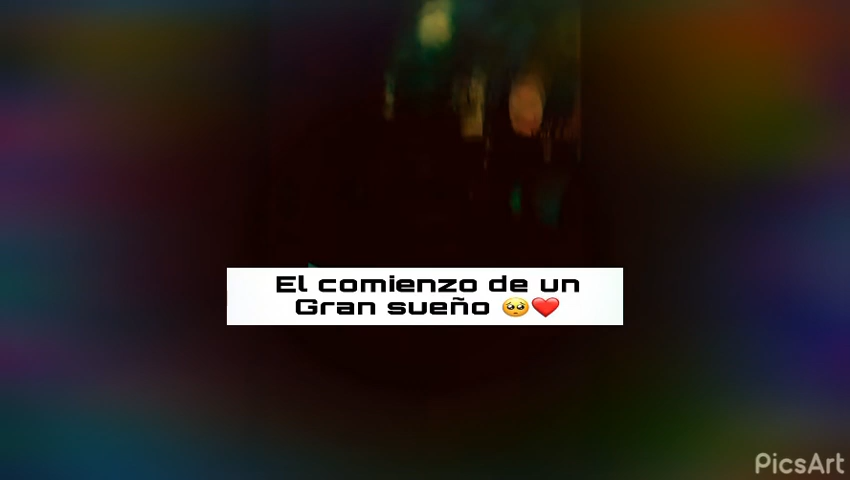 El comienzo de un
Gran sueño 🥺❤️
PicsArt